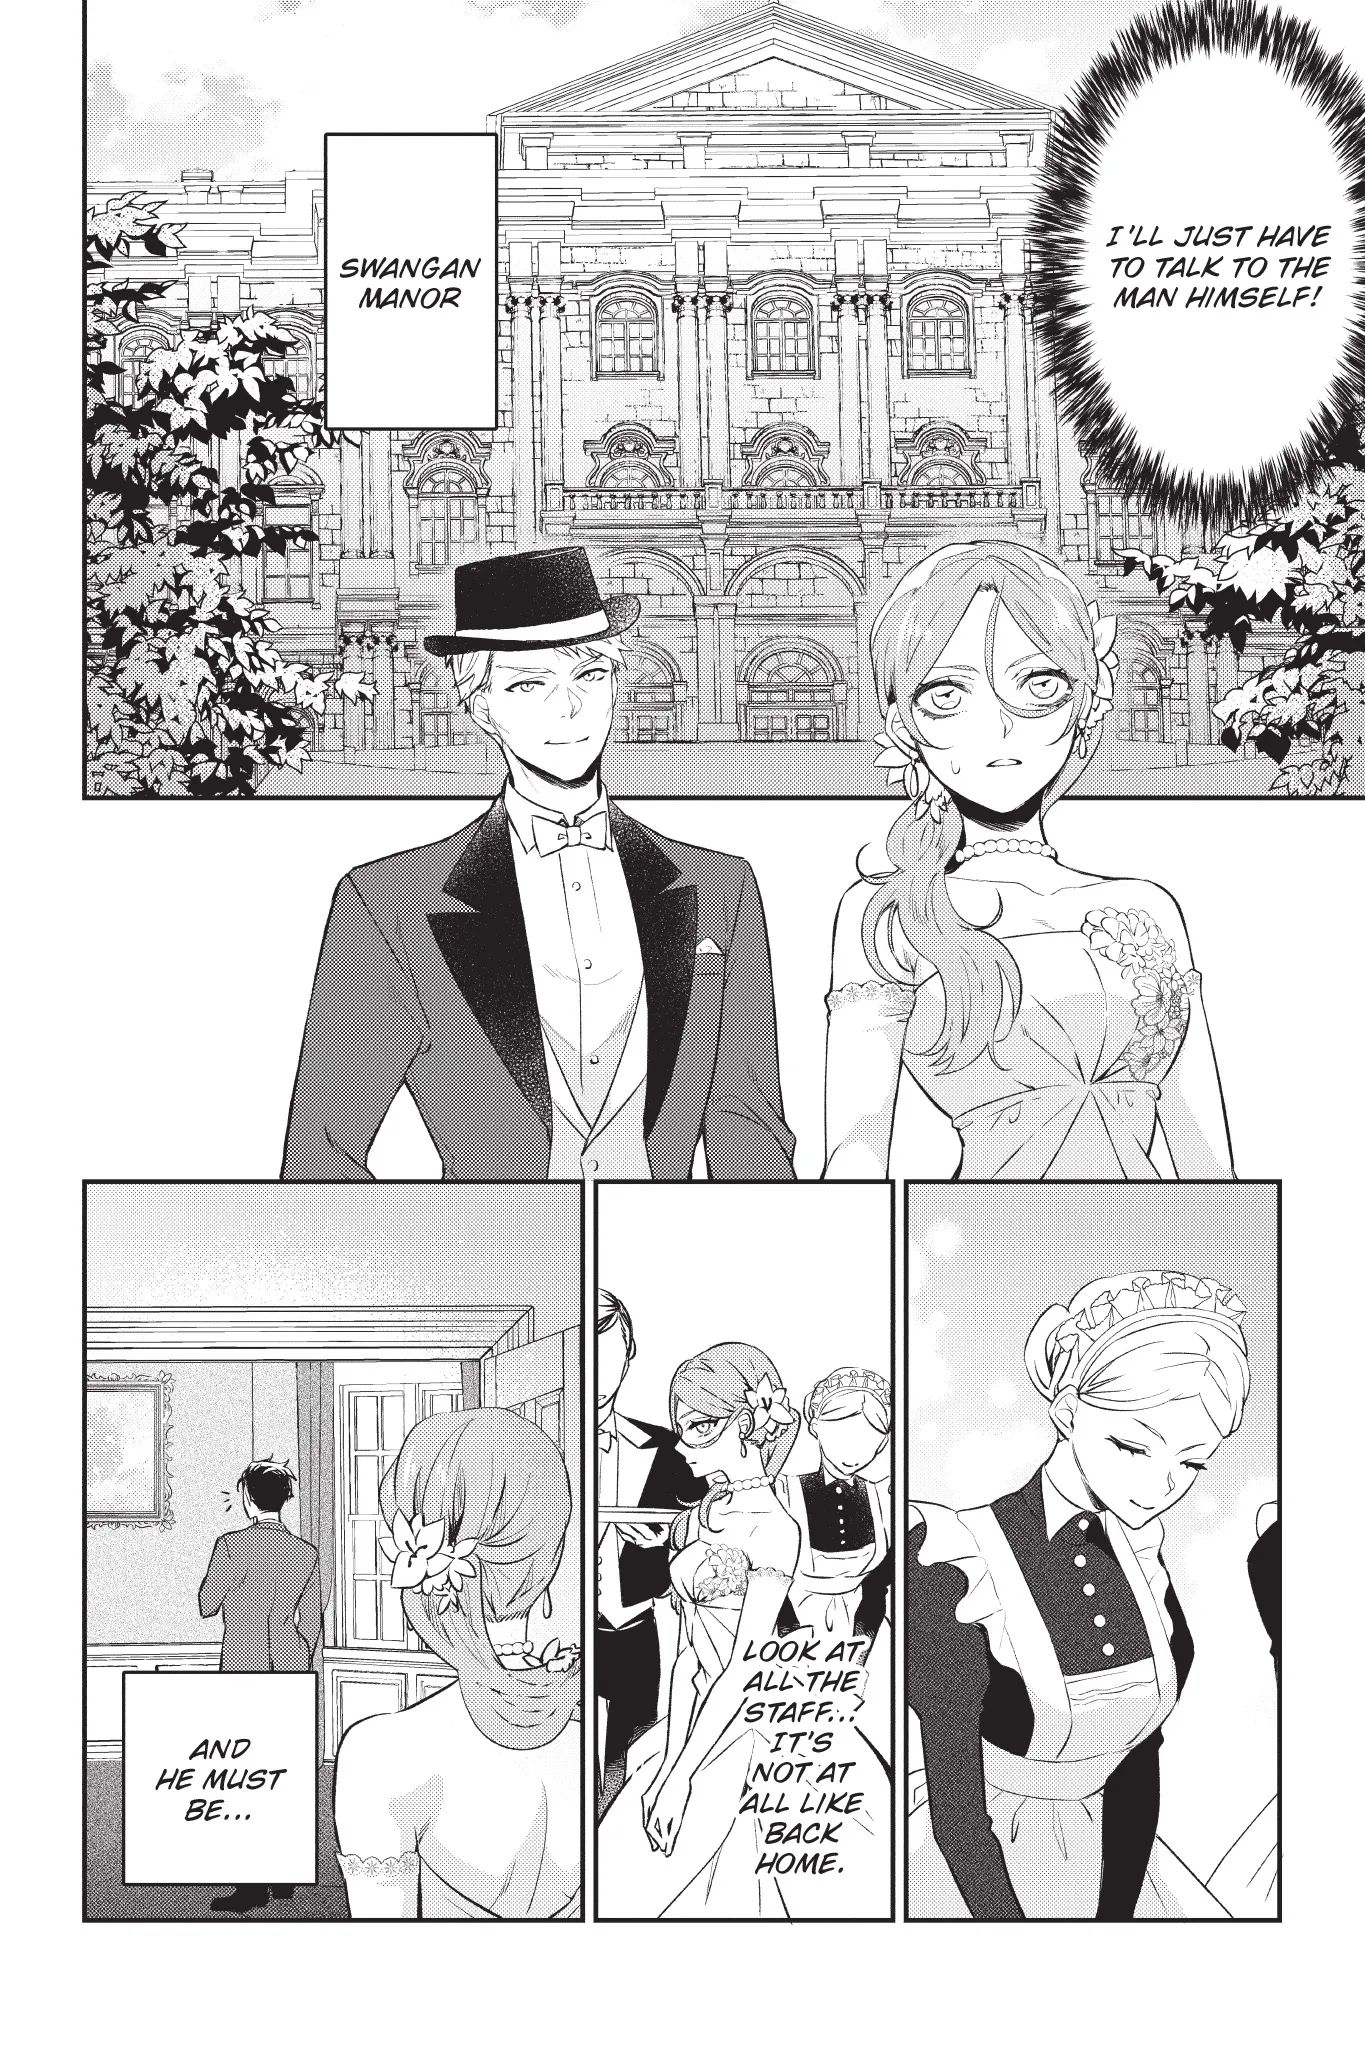 I'LL JUST HAVE
TO TALK TO THE
MAN HIMSELF!
SWANGAN
MANOR
LOOK AT
ALL THE
STAFF...
IT'S
NOT AT
ALL LIKE
BACK
HOME.
AND
HE MUST
BE...